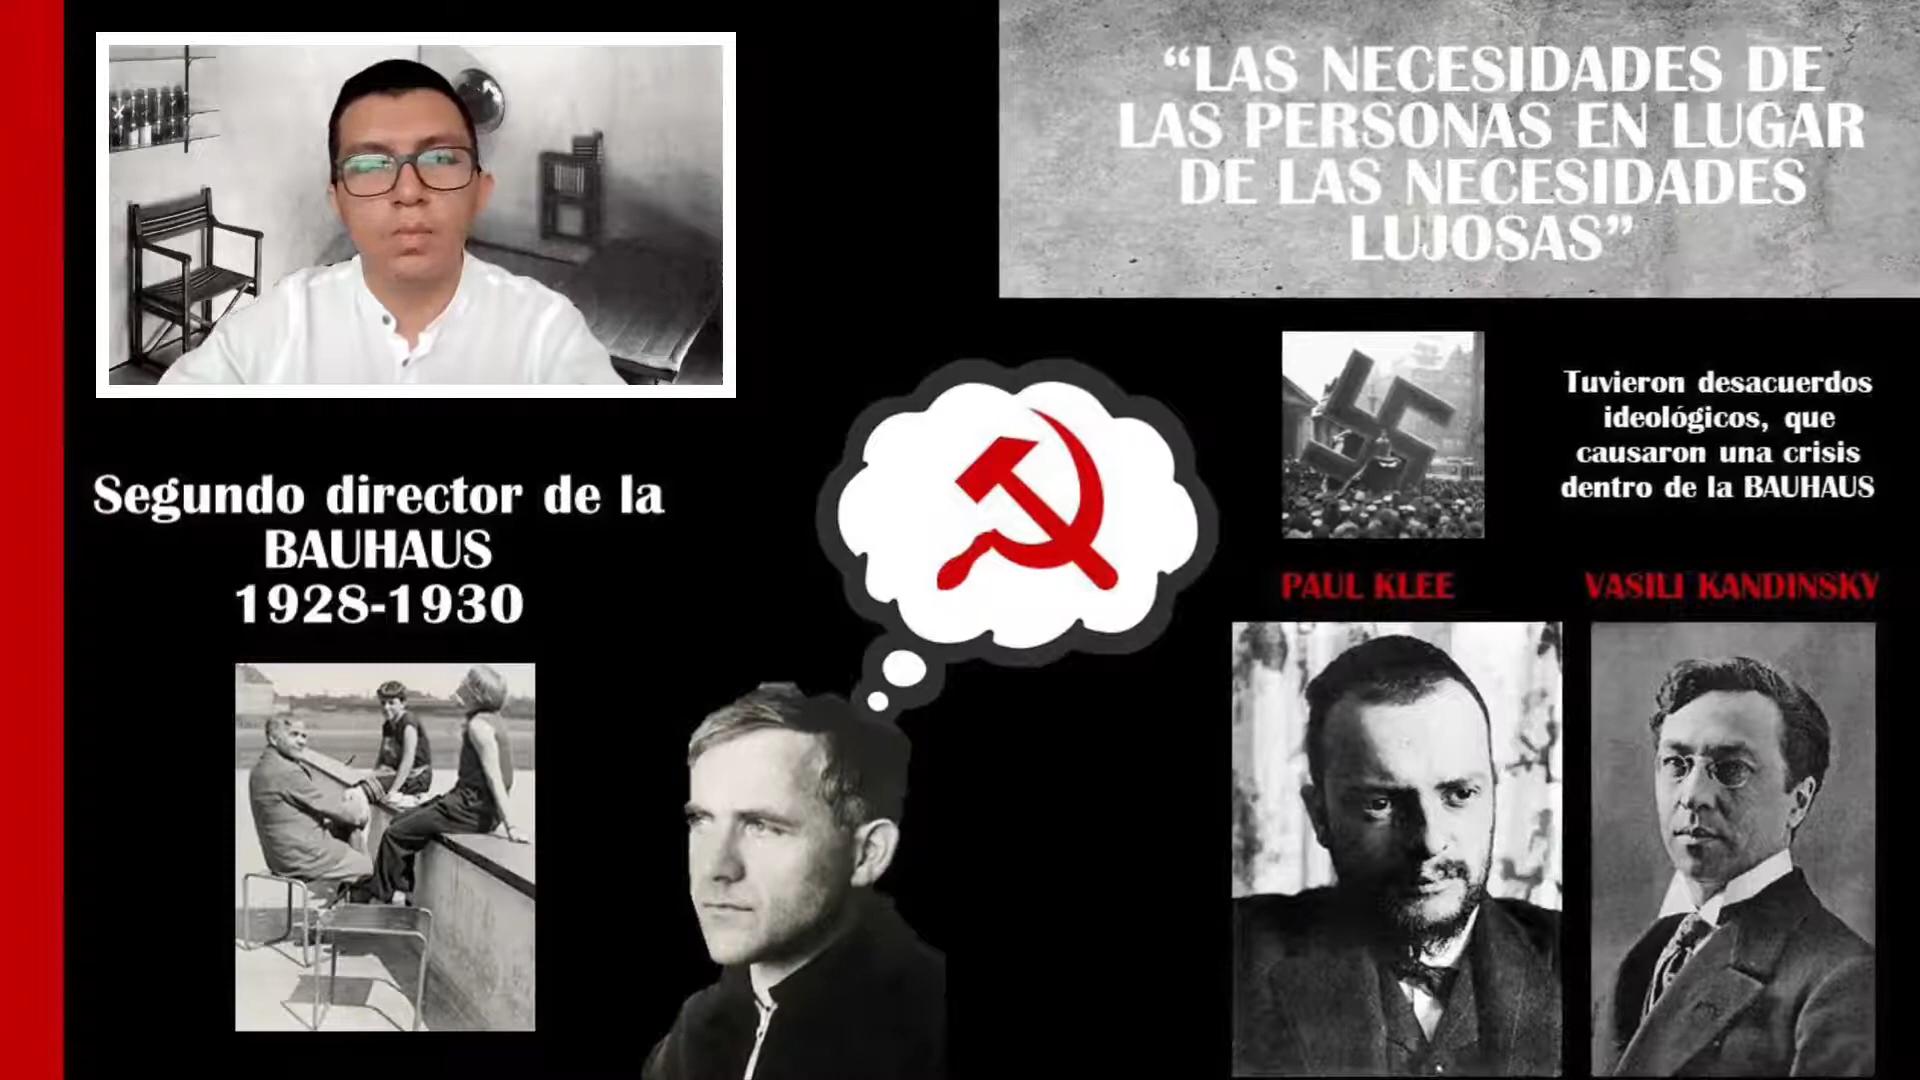 “LAS NECESIDADES DE
LAS PERSONAS EN LUGAR
DE LAS NECESIDADES
LUJOSAS”
Segundo director de la
BAUHAUS
1928-1930
Tuvieron desacuerdos
ideológicos, que
causaron una crisis
dentro de la BAUHAUS
PAUL KLEE
VASILI KANDINSKY